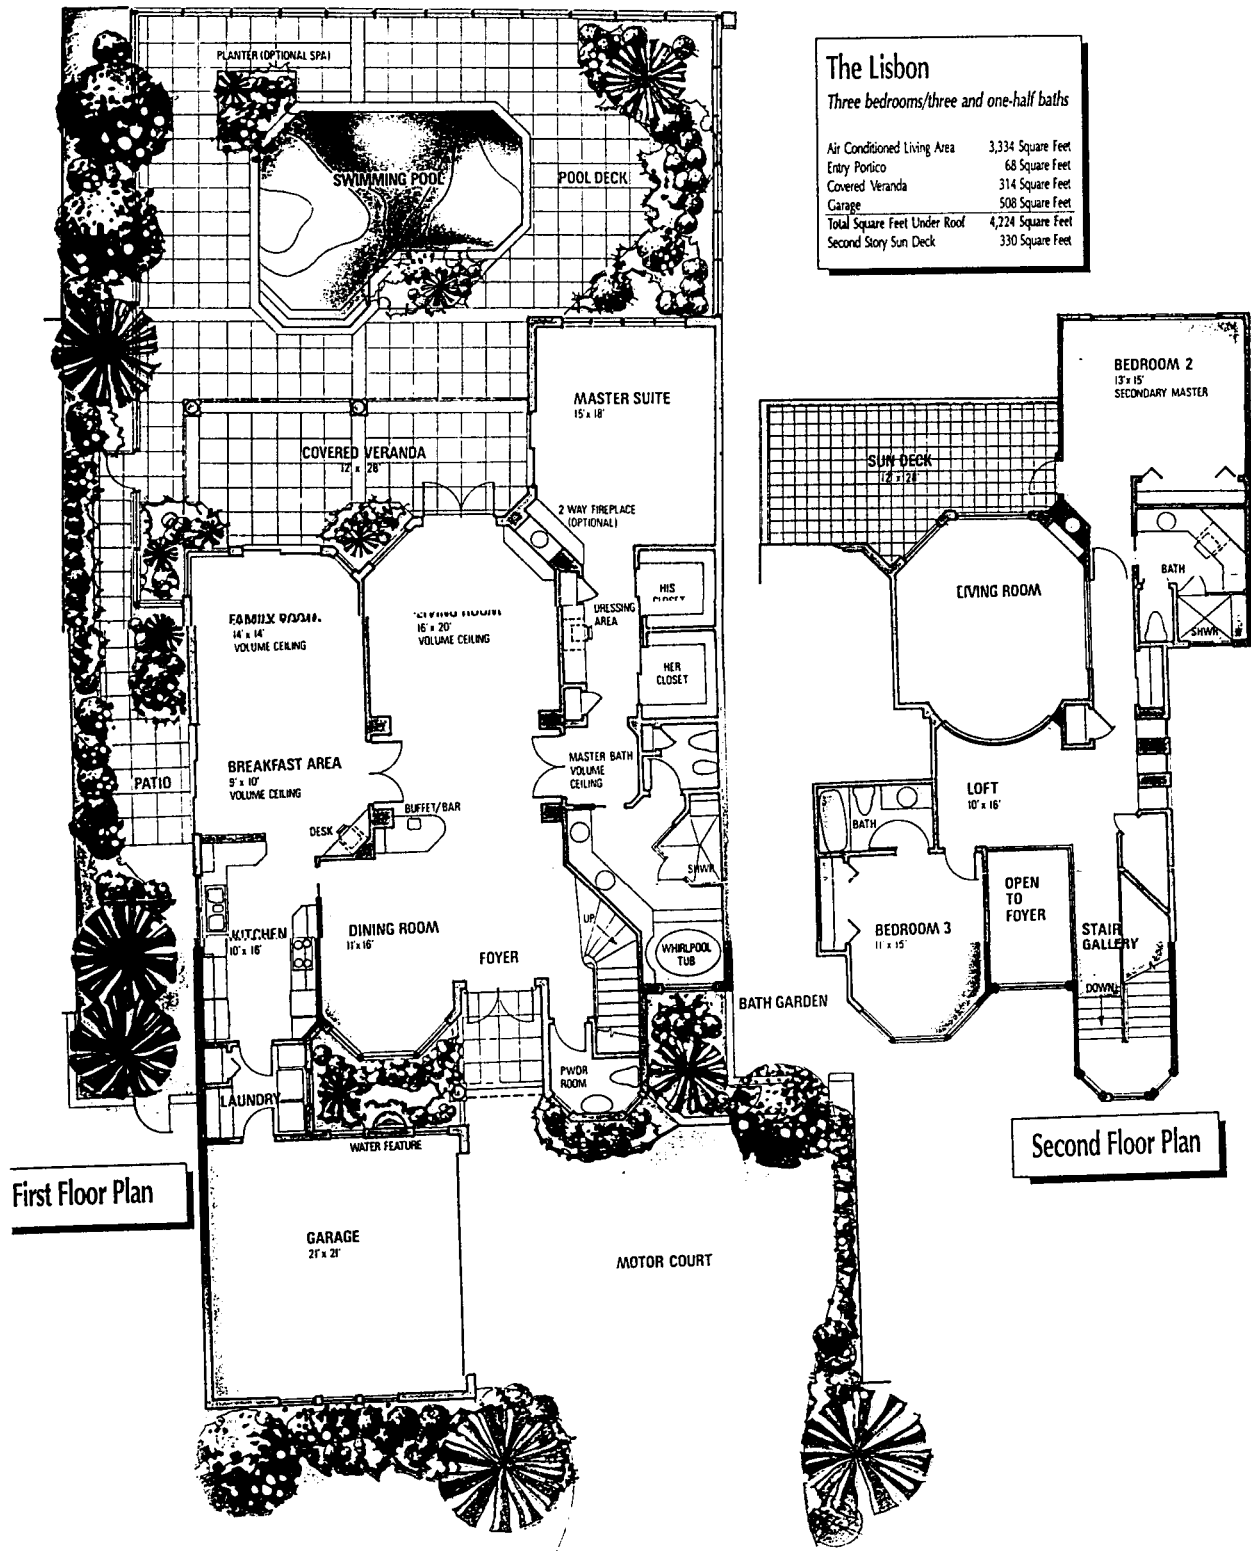 The Lisbon
Three bedrooms/three and one-half baths
Air Conditioned Living Area 3,334 Square Feet
Entry Portico 68 Square Feet
Covered Veranda 314 Square Feet
Garage 508 Square Feet
Total Square Feet Under Roof 4,224 Square Feet
Second Story Sun Deck 330 Square Feet
PLANTER (OPTIONAL SPA)
SWIMMING POOL
POOL DECK
MASTER SUITE
15' x 18'
COVERED VERANDA
12' x 28'
2 WAY FIREPLACE
(OPTIONAL)
FAMILY ROOM
14' x 14'
VOLUME CEILING
LIVING ROOM
16' x 20'
VOLUME CEILING
DRESSING
AREA
HIS
CLOSET
HER
CLOSET
BREAKFAST AREA
9' x 10'
VOLUME CEILING
MASTER BATH
VOLUME
CEILING
PATIO
DESK
BUFFET/BAR
SHWR
KITCHEN
10' x 16'
DINING ROOM
11' x 16'
FOYER
UP
WHIRLPOOL
TUB
BATH GARDEN
PWDR
ROOM
LAUNDRY
WATER FEATURE
First Floor Plan
GARAGE
21' x 21'
MOTOR COURT
BEDROOM 2
13' x 15'
SECONDARY MASTER
SUN DECK
12' x 28'
LIVING ROOM
BATH
SHWR
LOFT
10' x 16'
BATH
BEDROOM 3
11' x 15'
OPEN
TO
FOYER
STAIR
GALLERY
DOWN
Second Floor Plan